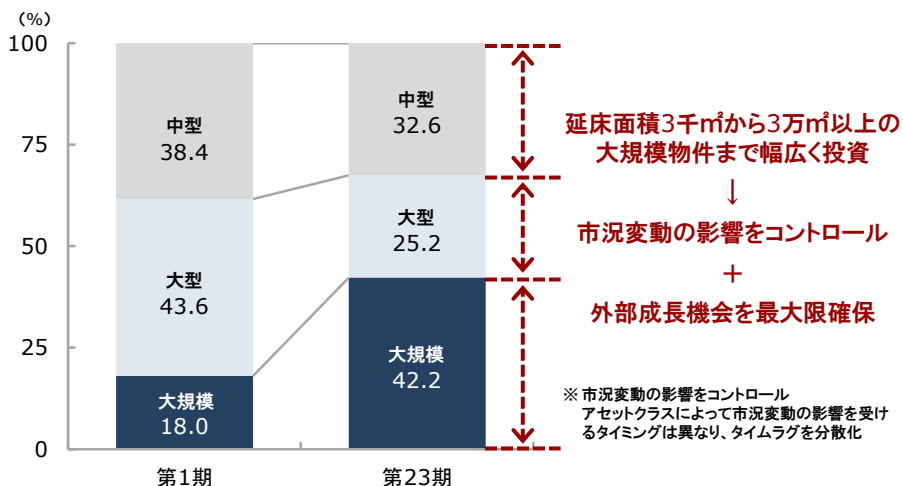 (%)
100
75
50
25
0
中型
38.4
大型
43.6
大規模
18.0
第1期
中型
32.6
大型
25.2
大規模
42.2
第23期
延床面積3千㎡から3万㎡以上の
大規模物件まで幅広く投資
↓
市況変動の影響をコントロール
+
外部成長機会を最大限確保
※ 市況変動の影響をコントロール
アセットクラスによって市況変動の影響を受け
るタイミングは異なり、タイムラグを分散化